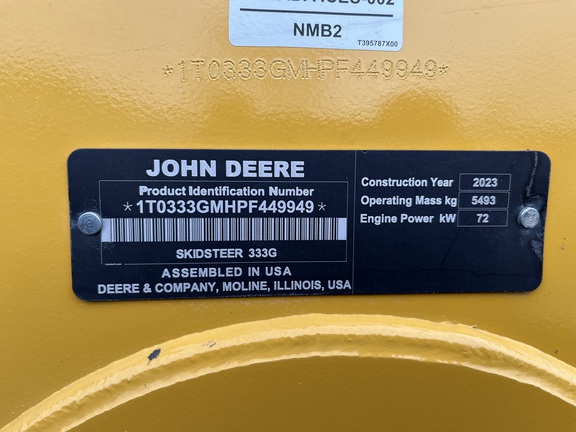 NMB2
T395787X00
*1T0333GMHPF449949*
JOHN DEERE
Product Identification Number
*1T0333GMHPF449949*
SKIDSTEER 333G
ASSEMBLED IN USA
DEERE & COMPANY, MOLINE, ILLINOIS, USA
Construction Year 2023
Operating Mass kg 5493
Engine Power kW 72